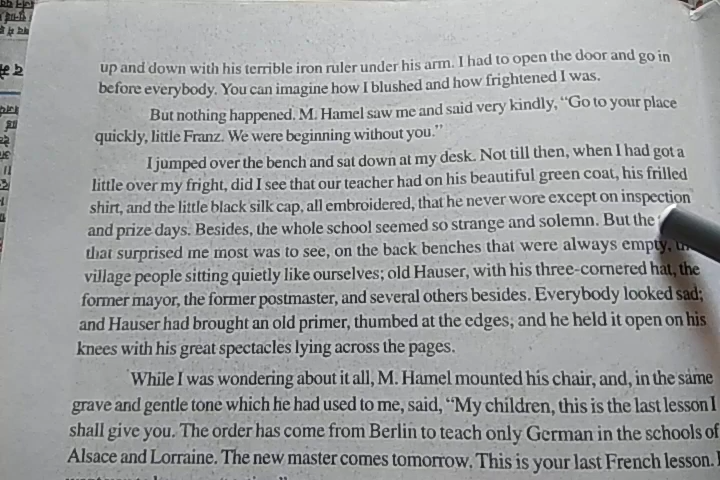 up and down with his terrible iron ruler under his arm. I had to open the door and go in
before everybody. You can imagine how I blushed and how frightened I was.
But nothing happened. M. Hamel saw me and said very kindly, “Go to your place
quickly, little Franz. We were beginning without you.”
I jumped over the bench and sat down at my desk. Not till then, when I had got a
little over my fright, did I see that our teacher had on his beautiful green coat, his frilled
shirt, and the little black silk cap, all embroidered, that he never wore except on inspection
and prize days. Besides, the whole school seemed so strange and solemn. But the
that surprised me most was to see, on the back benches that were always empty,
village people sitting quietly like ourselves; old Hauser, with his three-cornered hat, the
former mayor, the former postmaster, and several others besides. Everybody looked sad;
and Hauser had brought an old primer, thumbed at the edges, and he held it open on his
knees with his great spectacles lying across the pages.
While I was wondering about it all, M. Hamel mounted his chair, and, in the same
grave and gentle tone which he had used to me, said, “My children, this is the last lesson I
shall give you. The order has come from Berlin to teach only German in the schools of
Alsace and Lorraine. The new master comes tomorrow. This is your last French lesson. I